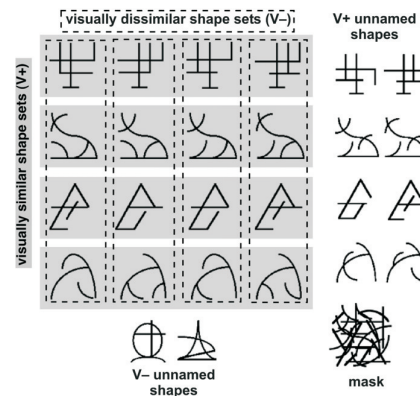 visually dissimilar shape sets (V–)
V+ unnamed
shapes
visually similar shape sets (V+)
V– unnamed
shapes
mask